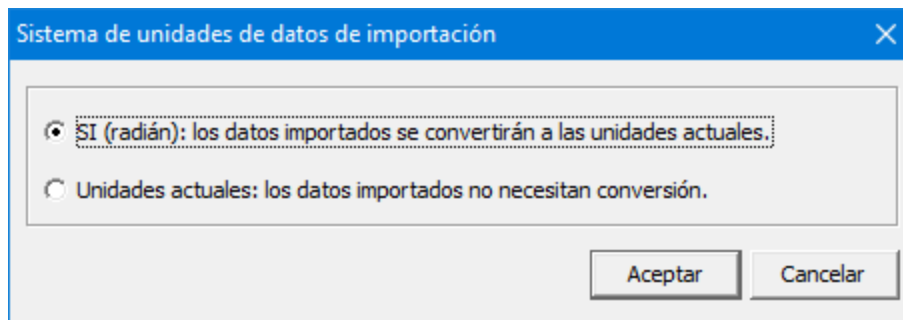 Sistema de unidades de datos de importación
SI (radián): los datos importados se convertirán a las unidades actuales.
Unidades actuales: los datos importados no necesitan conversión.
Aceptar Cancelar